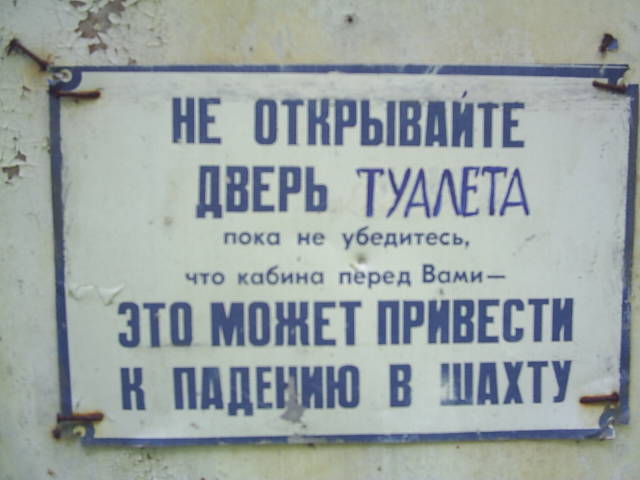 НЕ ОТКРЫВАЙТЕ
ДВЕРЬ ТУАЛЕТА
пока не убедитесь,
что кабина перед Вами—
ЭТО МОЖЕТ ПРИВЕСТИ
К ПАДЕНИЮ В ШАХТУ